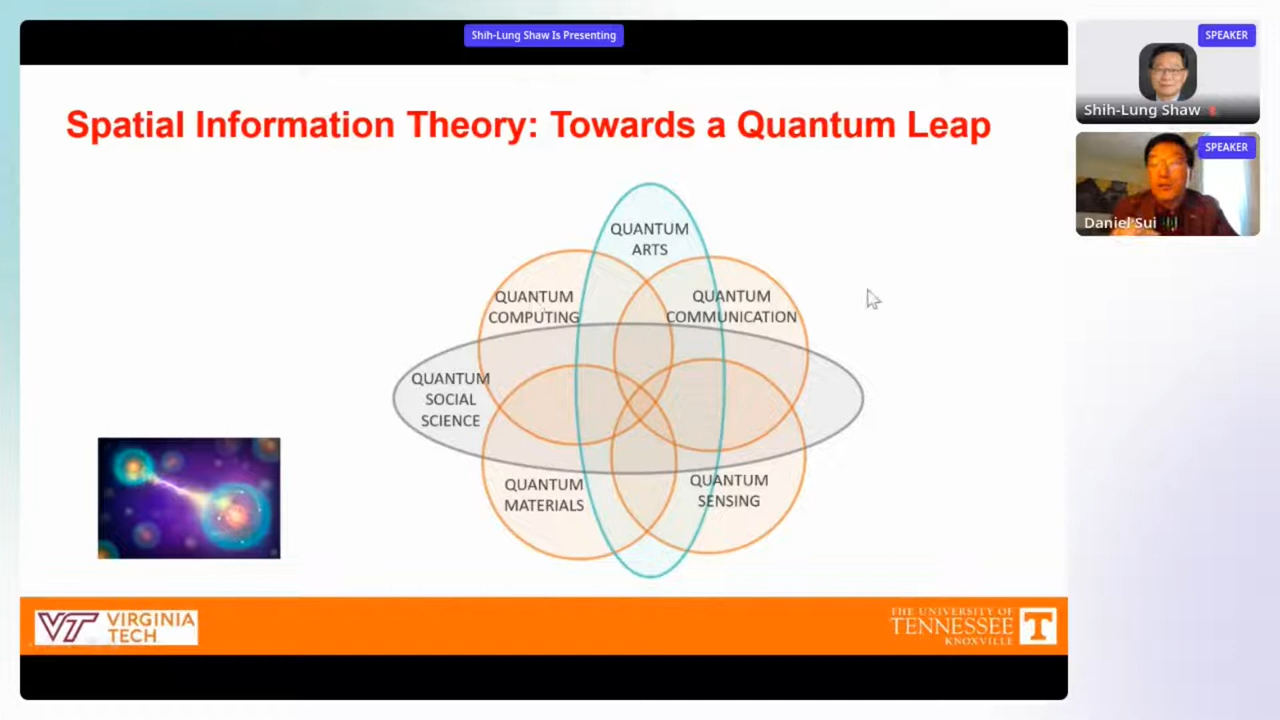 Shih-Lung Shaw Is Presenting
SPEAKER
Shih-Lung Shaw
SPEAKER
Daniel Sui
Spatial Information Theory: Towards a Quantum Leap
QUANTUM
ARTS
QUANTUM
COMPUTING
QUANTUM
COMMUNICATION
QUANTUM
SOCIAL
SCIENCE
QUANTUM
MATERIALS
QUANTUM
SENSING
VT VIRGINIA
TECH
THE UNIVERSITY OF
TENNESSEE
KNOXVILLE
T